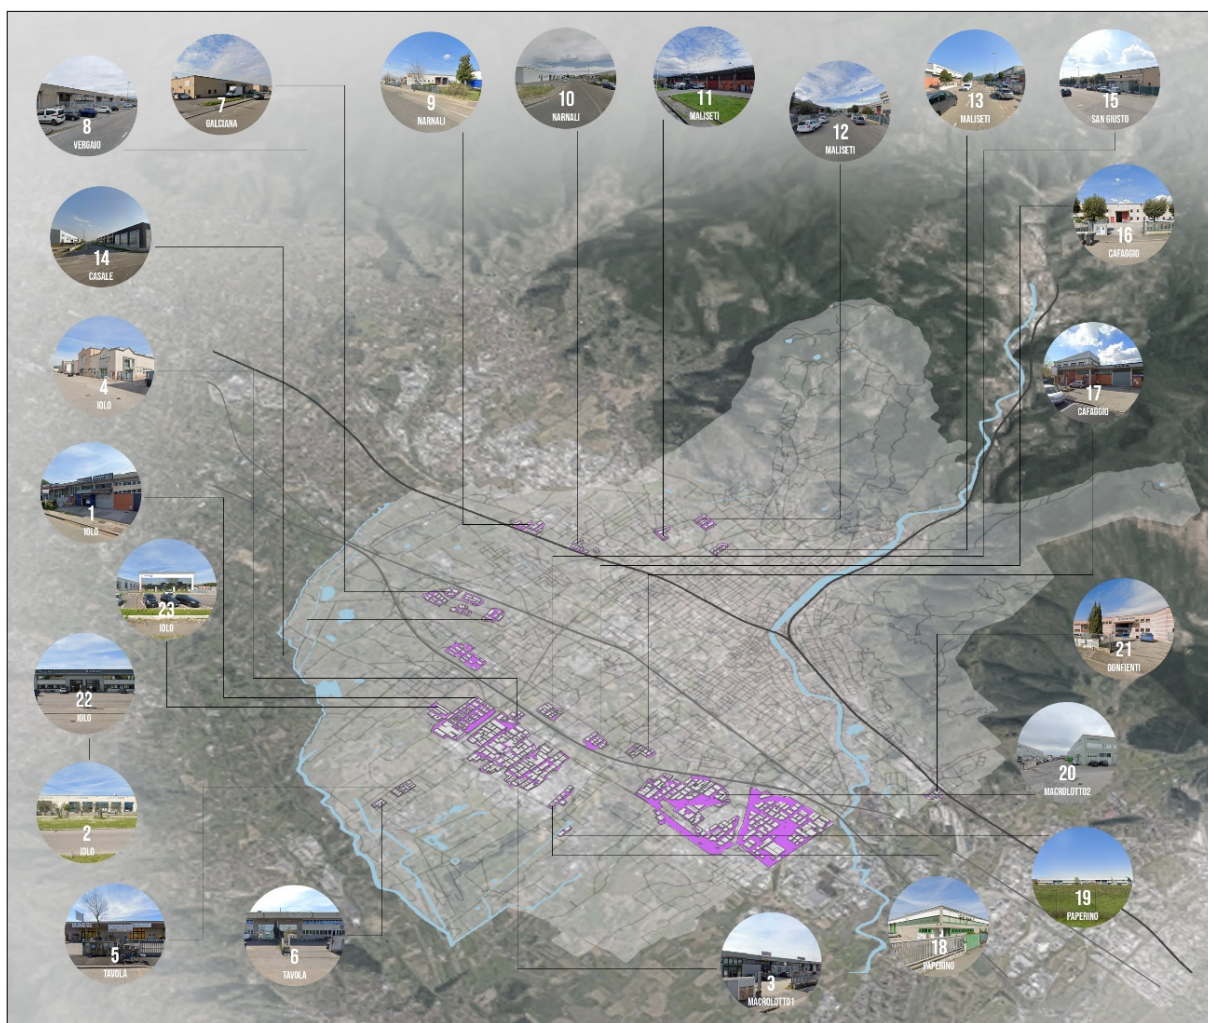 7
GALCIANA
8
VERGAIO
9
NARNALI
10
NARNALI
11
MALISETI
12
MALISETI
13
MALISETI
15
SAN GIUSTO
14
CASALE
16
CAFAGGIO
4
IOLO
17
CAFAGGIO
1
IOLO
23
IOLO
21
GONFIENTI
22
IOLO
20
MACROLOTTO2
2
IOLO
19
PAPERINO
5
TAVOLA
6
TAVOLA
18
PAPERINO
3
MACROLOTTO1